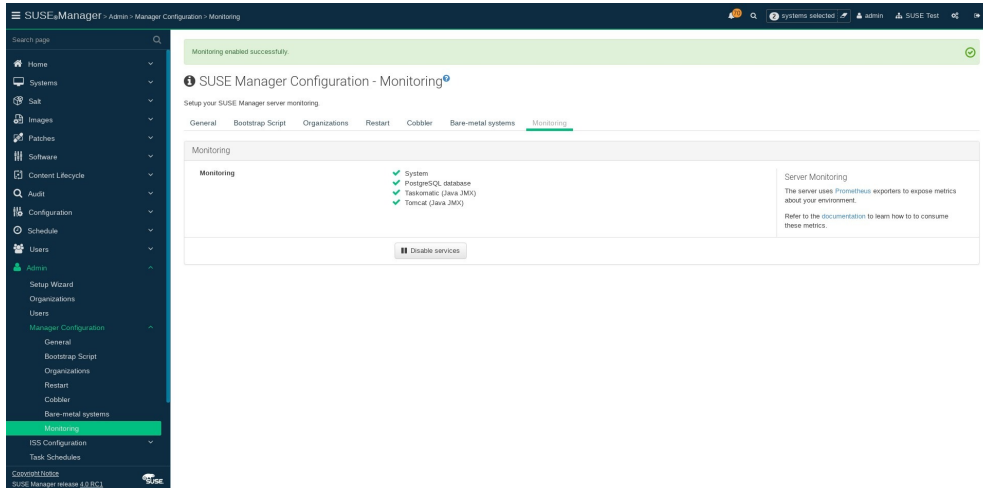 SUSE Manager > Admin > Manager Configuration > Monitoring
2 systems selected admin SUSE Test
Search page
Home
Systems
Salt
Images
Patches
Software
Content Lifecycle
Audit
Configuration
Schedule
Users
Admin
Setup Wizard
Organizations
Users
Manager Configuration
General
Bootstrap Script
Organizations
Restart
Cobbler
Bare-metal systems
Monitoring
ISS Configuration
Task Schedules
Copyright Notice
SUSE Manager release 4.0 RC1
SUSE
Monitoring enabled successfully.
SUSE Manager Configuration - Monitoring
Setup your SUSE Manager server monitoring.
General Bootstrap Script Organizations Restart Cobbler Bare-metal systems Monitoring
Monitoring
Monitoring
System
PostgreSQL database
Taskomatic (Java JMX)
Tomcat (Java JMX)
Server Monitoring
The server uses Prometheus exporters to expose metrics
about your environment.
Refer to the documentation to learn how to to consume
these metrics.
Disable services